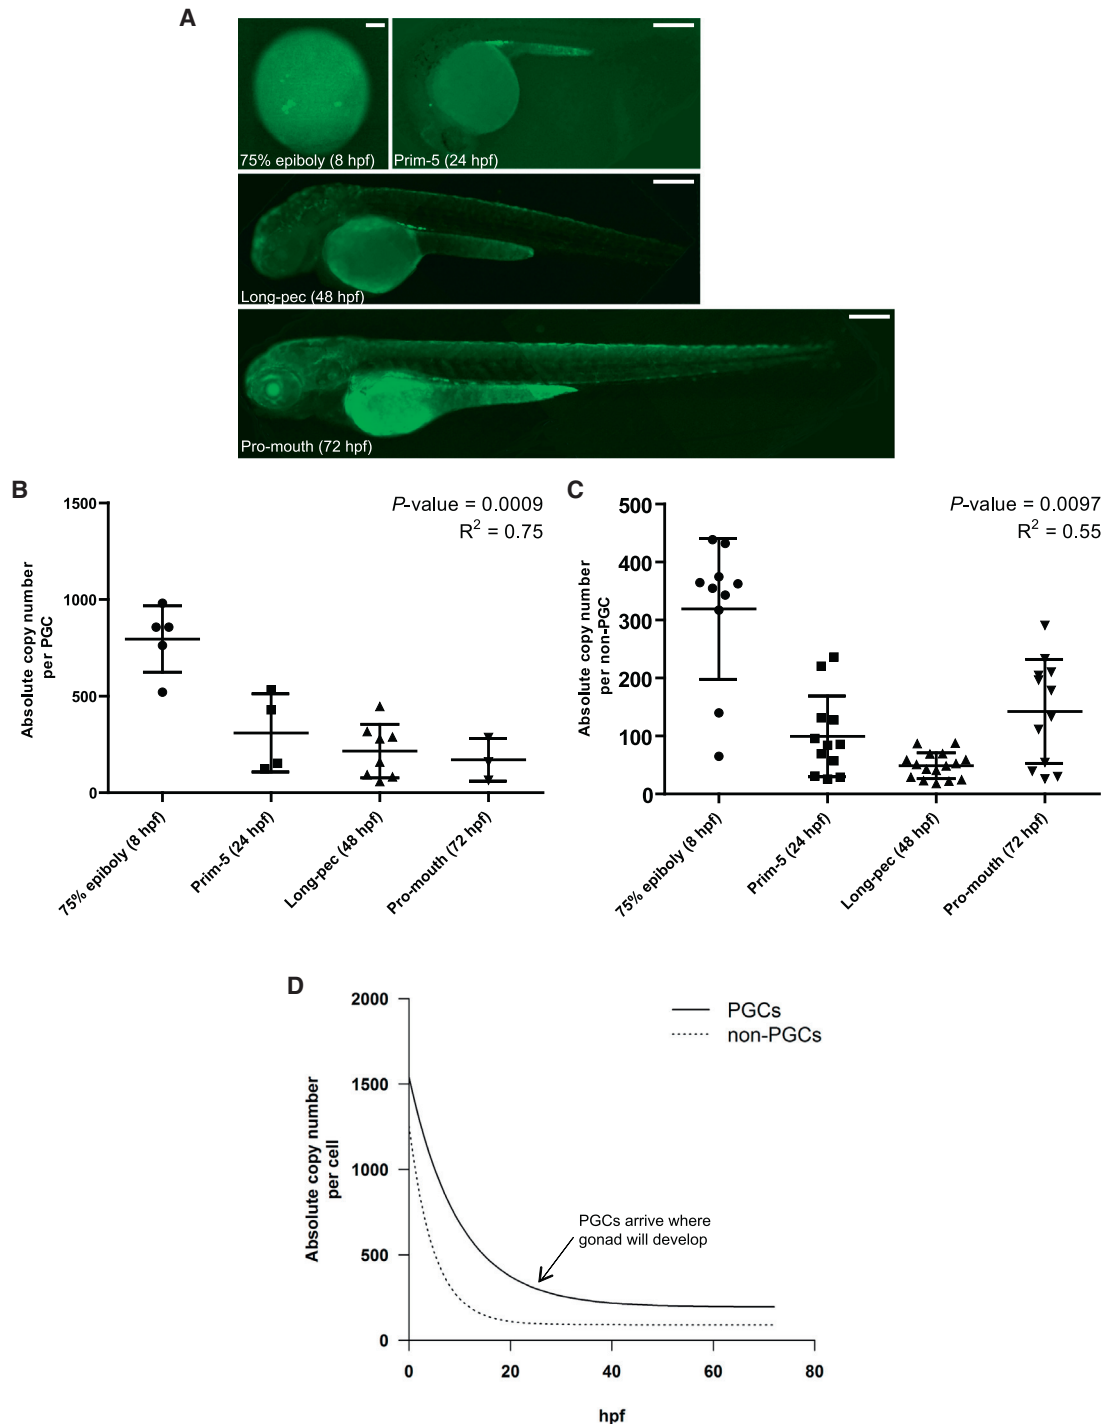 A
75% epiboly (8 hpf)
Prim-5 (24 hpf)
Long-pec (48 hpf)
Pro-mouth (72 hpf)
B
P-value = 0.0009
R² = 0.75
Absolute copy number
per PGC
1500
1000
500
0
75% epiboly (8 hpf)
Prim-5 (24 hpf)
Long-pec (48 hpf)
Pro-mouth (72 hpf)
C
P-value = 0.0097
R² = 0.55
Absolute copy number
per non-PGC
500
400
300
200
100
0
75% epiboly (8 hpf)
Prim-5 (24 hpf)
Long-pec (48 hpf)
Pro-mouth (72 hpf)
D
PGCs
non-PGCs
Absolute copy number
per cell
2000
1500
1000
500
0
PGCs arrive where
gonad will develop
0 20 40 60 80
hpf